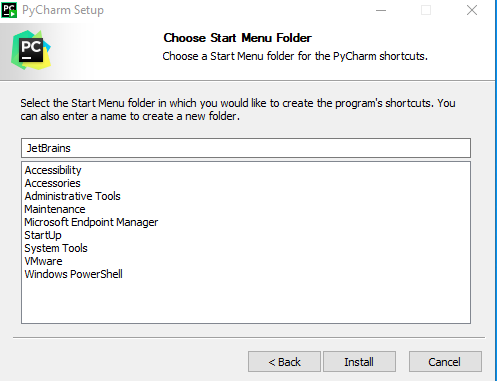 PC
PyCharm Setup
PC
Choose Start Menu Folder
Choose a Start Menu folder for the PyCharm shortcuts.
Select the Start Menu folder in which you would like to create the program's shortcuts. You
can also enter a name to create a new folder.
JetBrains
Accessibility
Accessories
Administrative Tools
Maintenance
Microsoft Endpoint Manager
StartUp
System Tools
VMware
Windows PowerShell
< Back
Install
Cancel